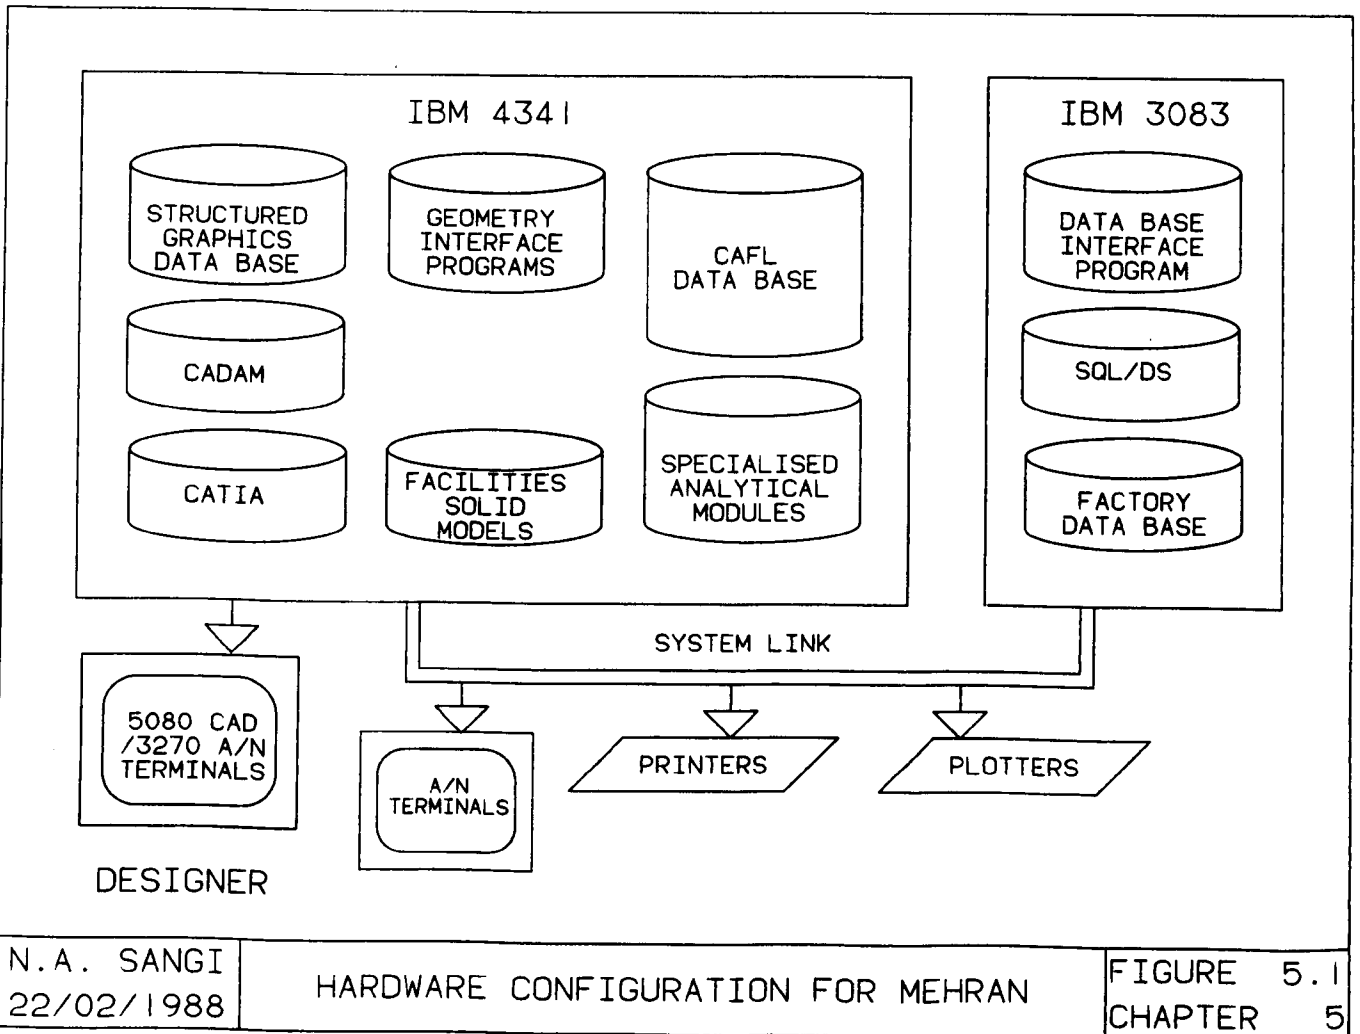 IBM 4341
STRUCTURED
GRAPHICS
DATA BASE
GEOMETRY
INTERFACE
PROGRAMS
CAFL
DATA BASE
CADAM
CATIA
FACILITIES
SOLID
MODELS
SPECIALISED
ANALYTICAL
MODULES
IBM 3083
DATA BASE
INTERFACE
PROGRAM
SQL/DS
FACTORY
DATA BASE
SYSTEM LINK
5080 CAD
/3270 A/N
TERMINALS
A/N
TERMINALS
PRINTERS
PLOTTERS
DESIGNER
N.A. SANGI
22/02/1988
HARDWARE CONFIGURATION FOR MEHRAN
FIGURE 5.1
CHAPTER 5